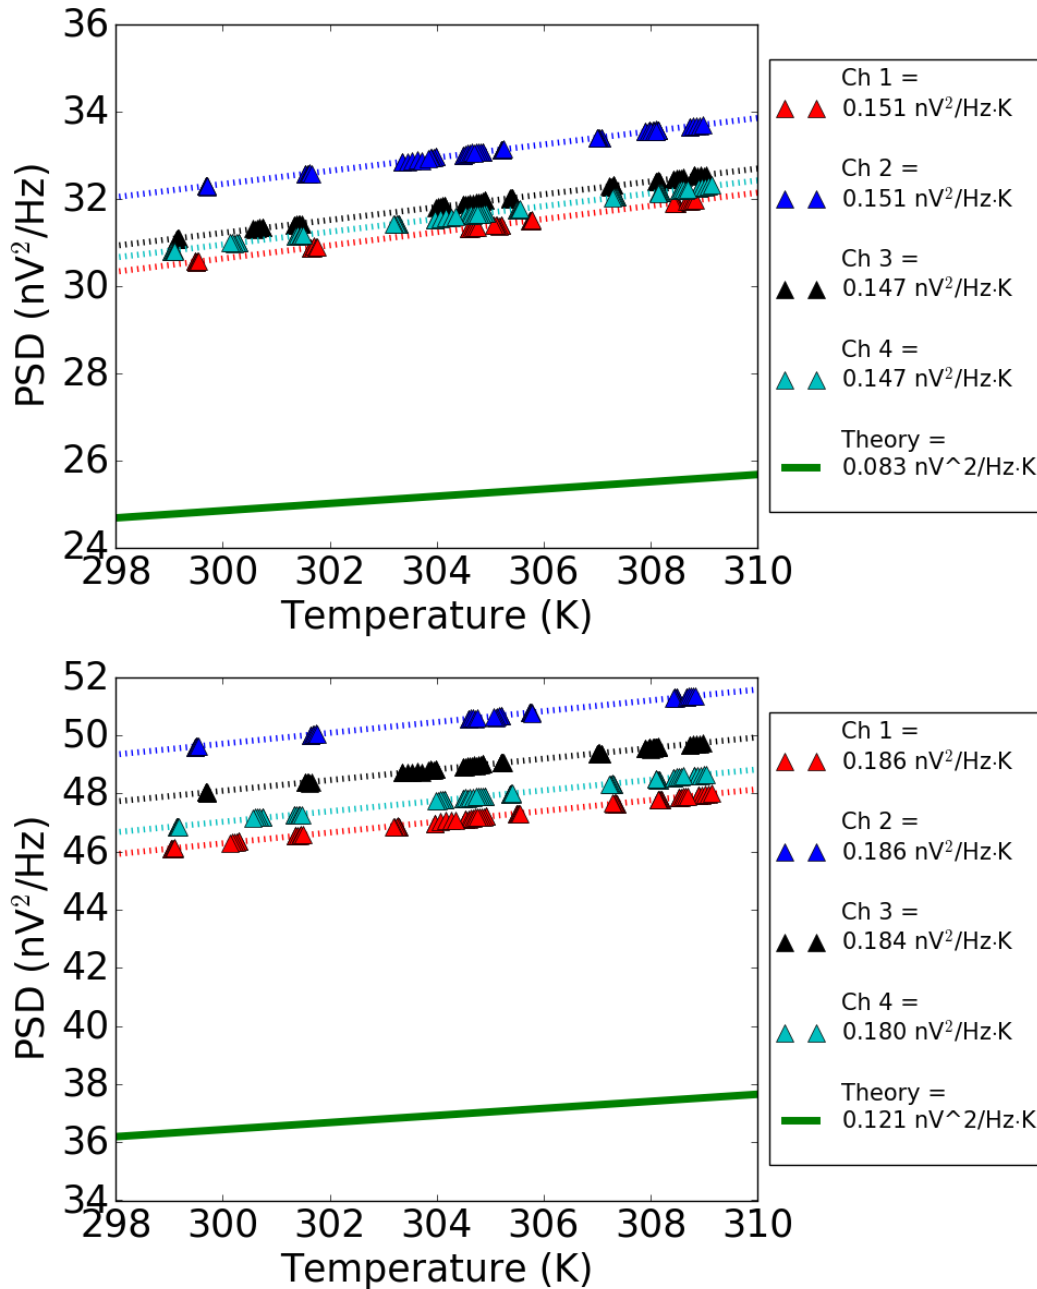 36
34
32
30
28
26
24
PSD (nV²/Hz)
298 300 302 304 306 308 310
Temperature (K)
Ch 1 =
0.151 nV²/Hz·K
Ch 2 =
0.151 nV²/Hz·K
Ch 3 =
0.147 nV²/Hz·K
Ch 4 =
0.147 nV²/Hz·K
Theory =
0.083 nV^2/Hz·K
52
50
48
46
44
42
40
38
36
34
PSD (nV²/Hz)
298 300 302 304 306 308 310
Temperature (K)
Ch 1 =
0.186 nV²/Hz·K
Ch 2 =
0.186 nV²/Hz·K
Ch 3 =
0.184 nV²/Hz·K
Ch 4 =
0.180 nV²/Hz·K
Theory =
0.121 nV^2/Hz·K